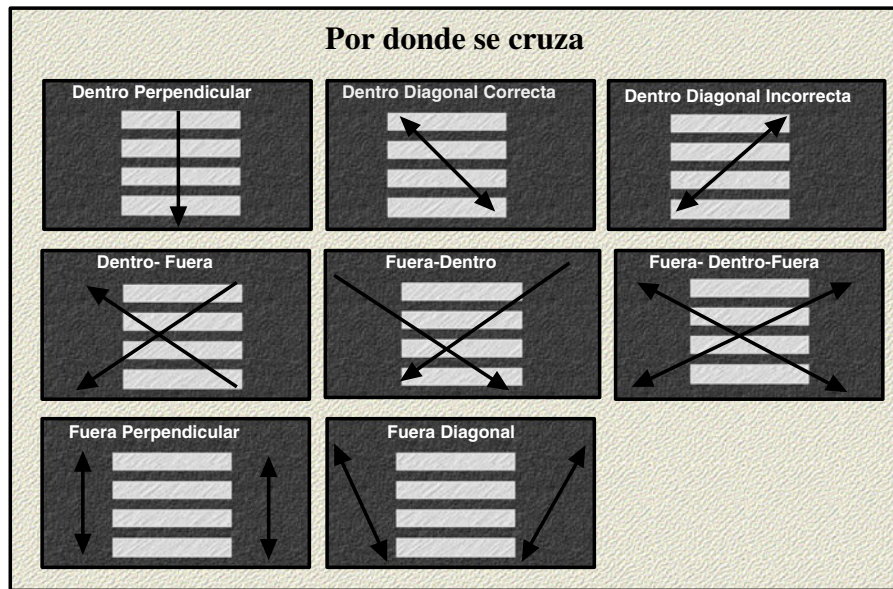 Por donde se cruza
Dentro Perpendicular
Dentro Diagonal Correcta
Dentro Diagonal Incorrecta
Dentro- Fuera
Fuera-Dentro
Fuera- Dentro-Fuera
Fuera Perpendicular
Fuera Diagonal